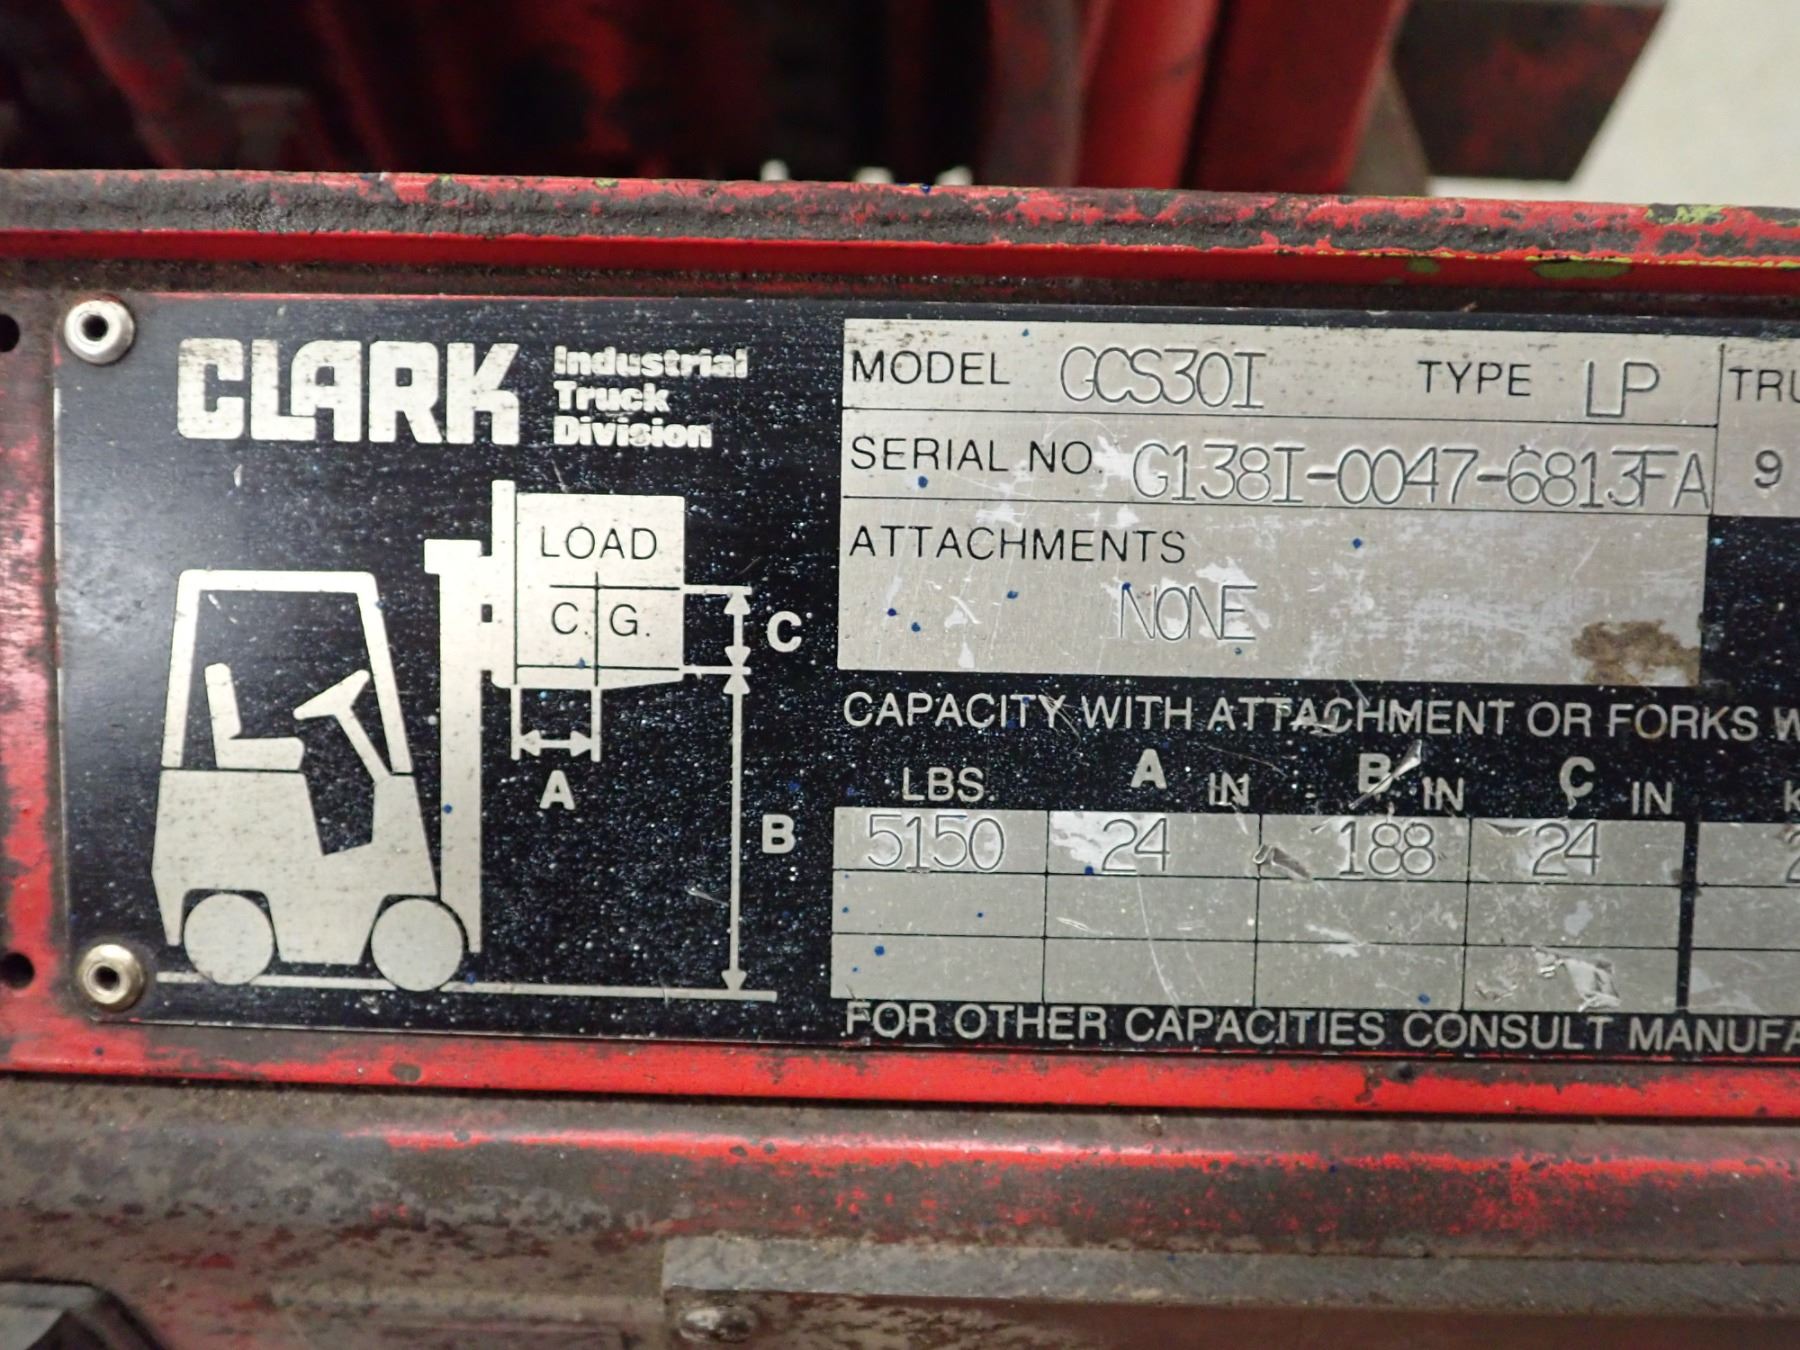 CLARK Industrial Truck Division
MODEL GCS30I TYPE LP TRU
SERIAL NO. G138I-0047-6813FA 9
ATTACHMENTS
NONE
LOAD
C.G.
C
A
B
CAPACITY WITH ATTACHMENT OR FORKS W
LBS. A IN B IN C IN
5150 24 188 24 2
FOR OTHER CAPACITIES CONSULT MANUFA